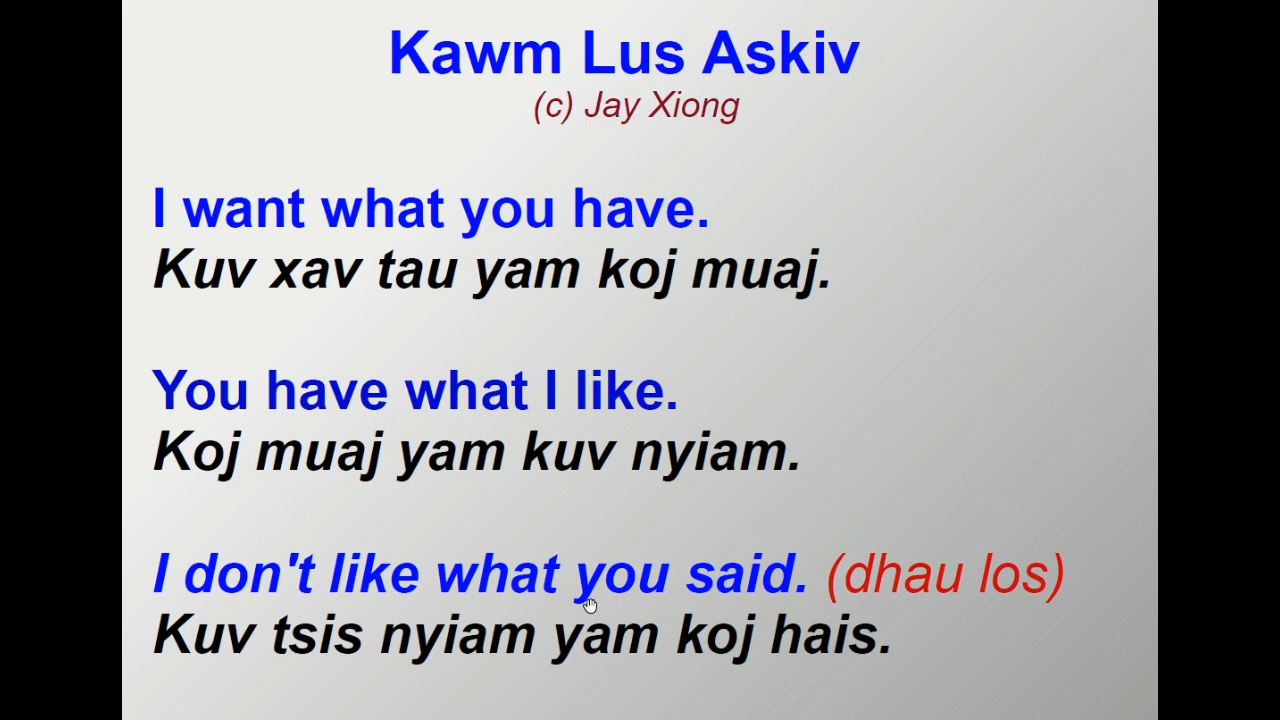 Kawm Lus Askiv
(c) Jay Xiong
I want what you have.
Kuv xav tau yam koj muaj.
You have what I like.
Koj muaj yam kuv nyiam.
I don't like what you said. (dhau los)
Kuv tsis nyiam yam koj hais.